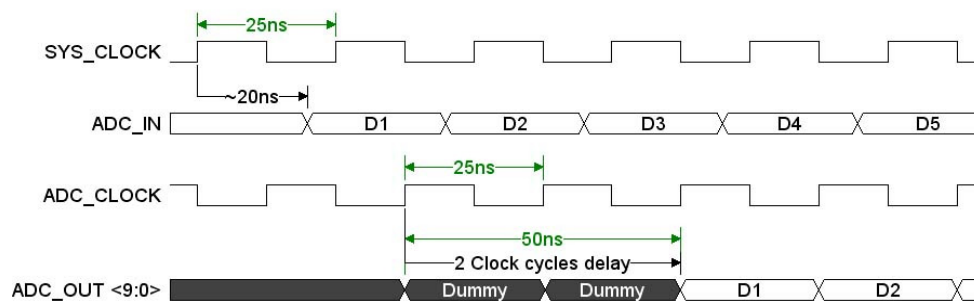 25ns
SYS_CLOCK
~20ns
ADC_IN D1 D2 D3 D4 D5
25ns
ADC_CLOCK
50ns
2 Clock cycles delay
ADC_OUT <9:0> Dummy Dummy D1 D2